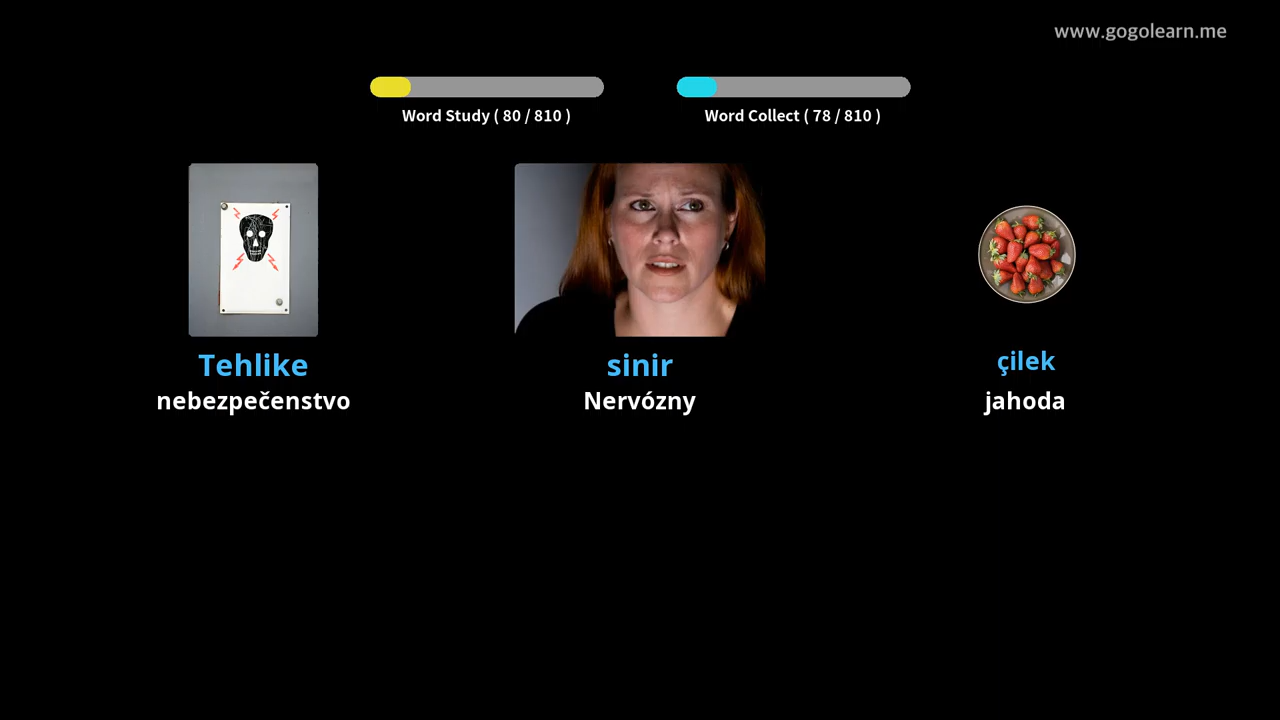 www.gogolearn.me
Word Study ( 80 / 810 )
Word Collect ( 78 / 810 )
Tehlike
nebezpečenstvo
sinir
Nervózny
çilek
jahoda